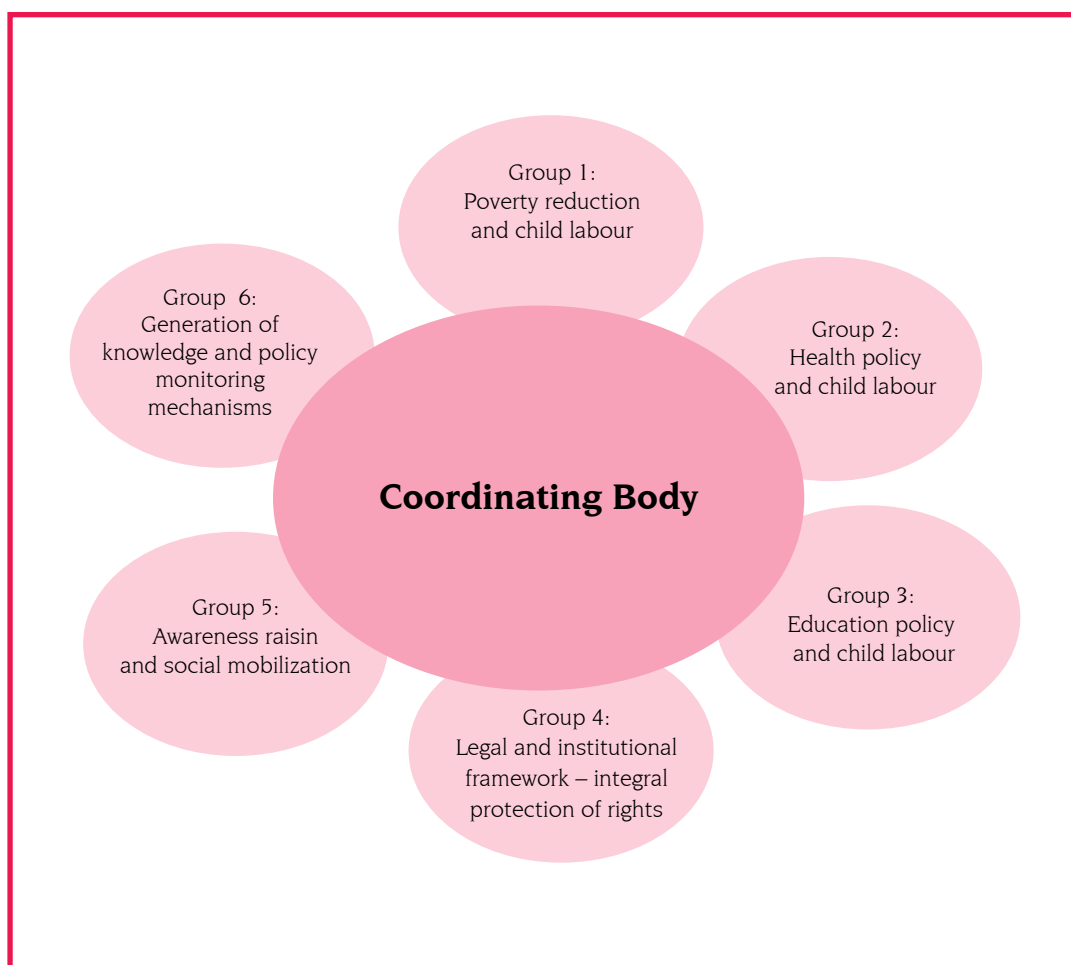 Group 1:
Poverty reduction
and child labour
Group 2:
Health policy
and child labour
Group 3:
Education policy
and child labour
Group 4:
Legal and institutional
framework – integral
protection of rights
Group 5:
Awareness raisin
and social mobilization
Group 6:
Generation of
knowledge and policy
monitoring
mechanisms
Coordinating Body